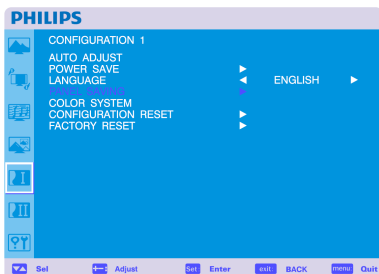 PHILIPS
CONFIGURATION 1
AUTO ADJUST
POWER SAVE
LANGUAGE ENGLISH
PANEL SAVING
COLOR SYSTEM
CONFIGURATION RESET
FACTORY RESET
Sel Adjust Set Enter exit BACK menu Quit